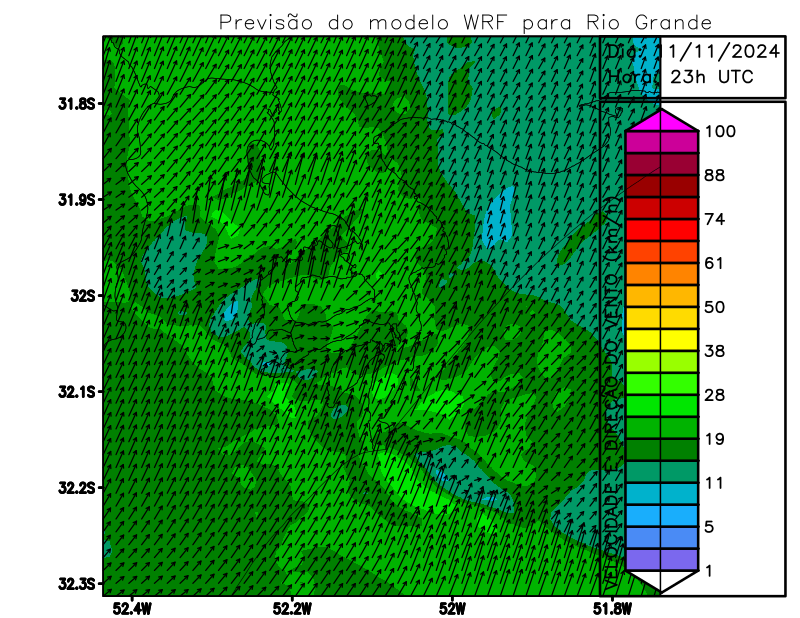 Previsão do modelo WRF para Rio Grande
Dia: 11/11/2024
Hora: 23h UTC
31.8S
31.9S
32S
32.1S
32.2S
32.3S
52.4W
52.2W
52W
51.8W
VELOCIDADE E DIREÇÃO DO VENTO (km/h)
100
88
74
61
50
38
28
19
11
5
1